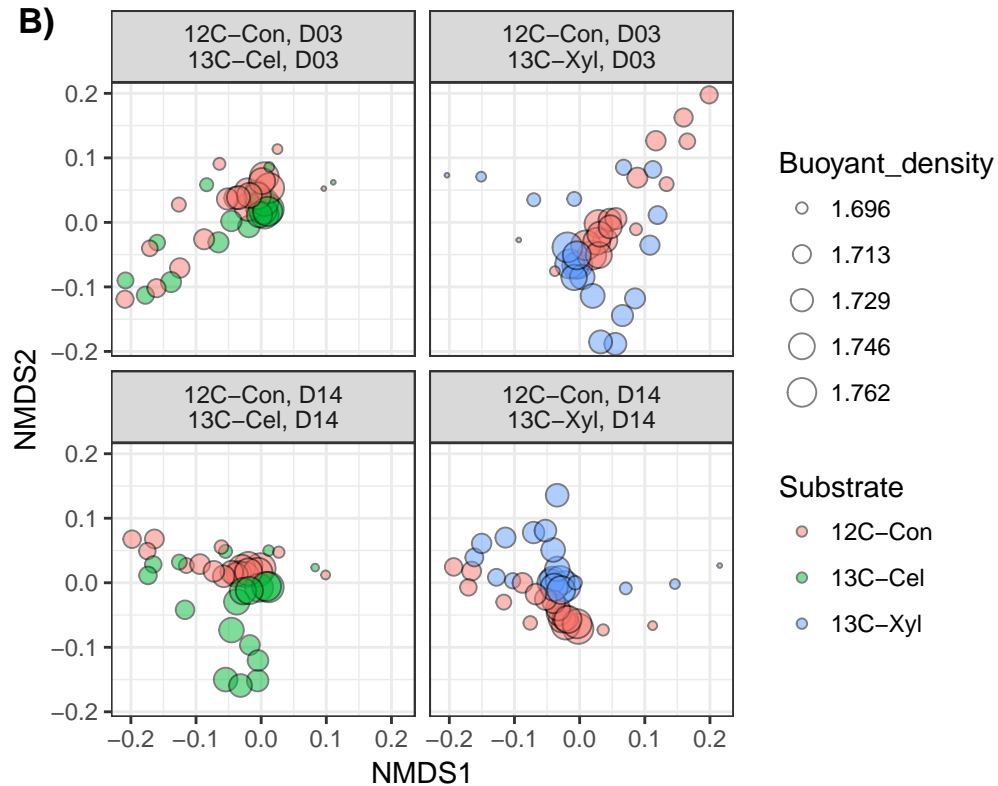 B)
12C−Con, D03
13C−Cel, D03
12C−Con, D03
13C−Xyl, D03
0.2
0.1
0.0
−0.1
−0.2
12C−Con, D14
13C−Cel, D14
12C−Con, D14
13C−Xyl, D14
0.2
0.1
0.0
−0.1
−0.2
−0.2 −0.1 0.0 0.1 0.2
−0.2 −0.1 0.0 0.1 0.2
NMDS1
NMDS2
Buoyant_density
1.696
1.713
1.729
1.746
1.762
Substrate
12C−Con
13C−Cel
13C−Xyl